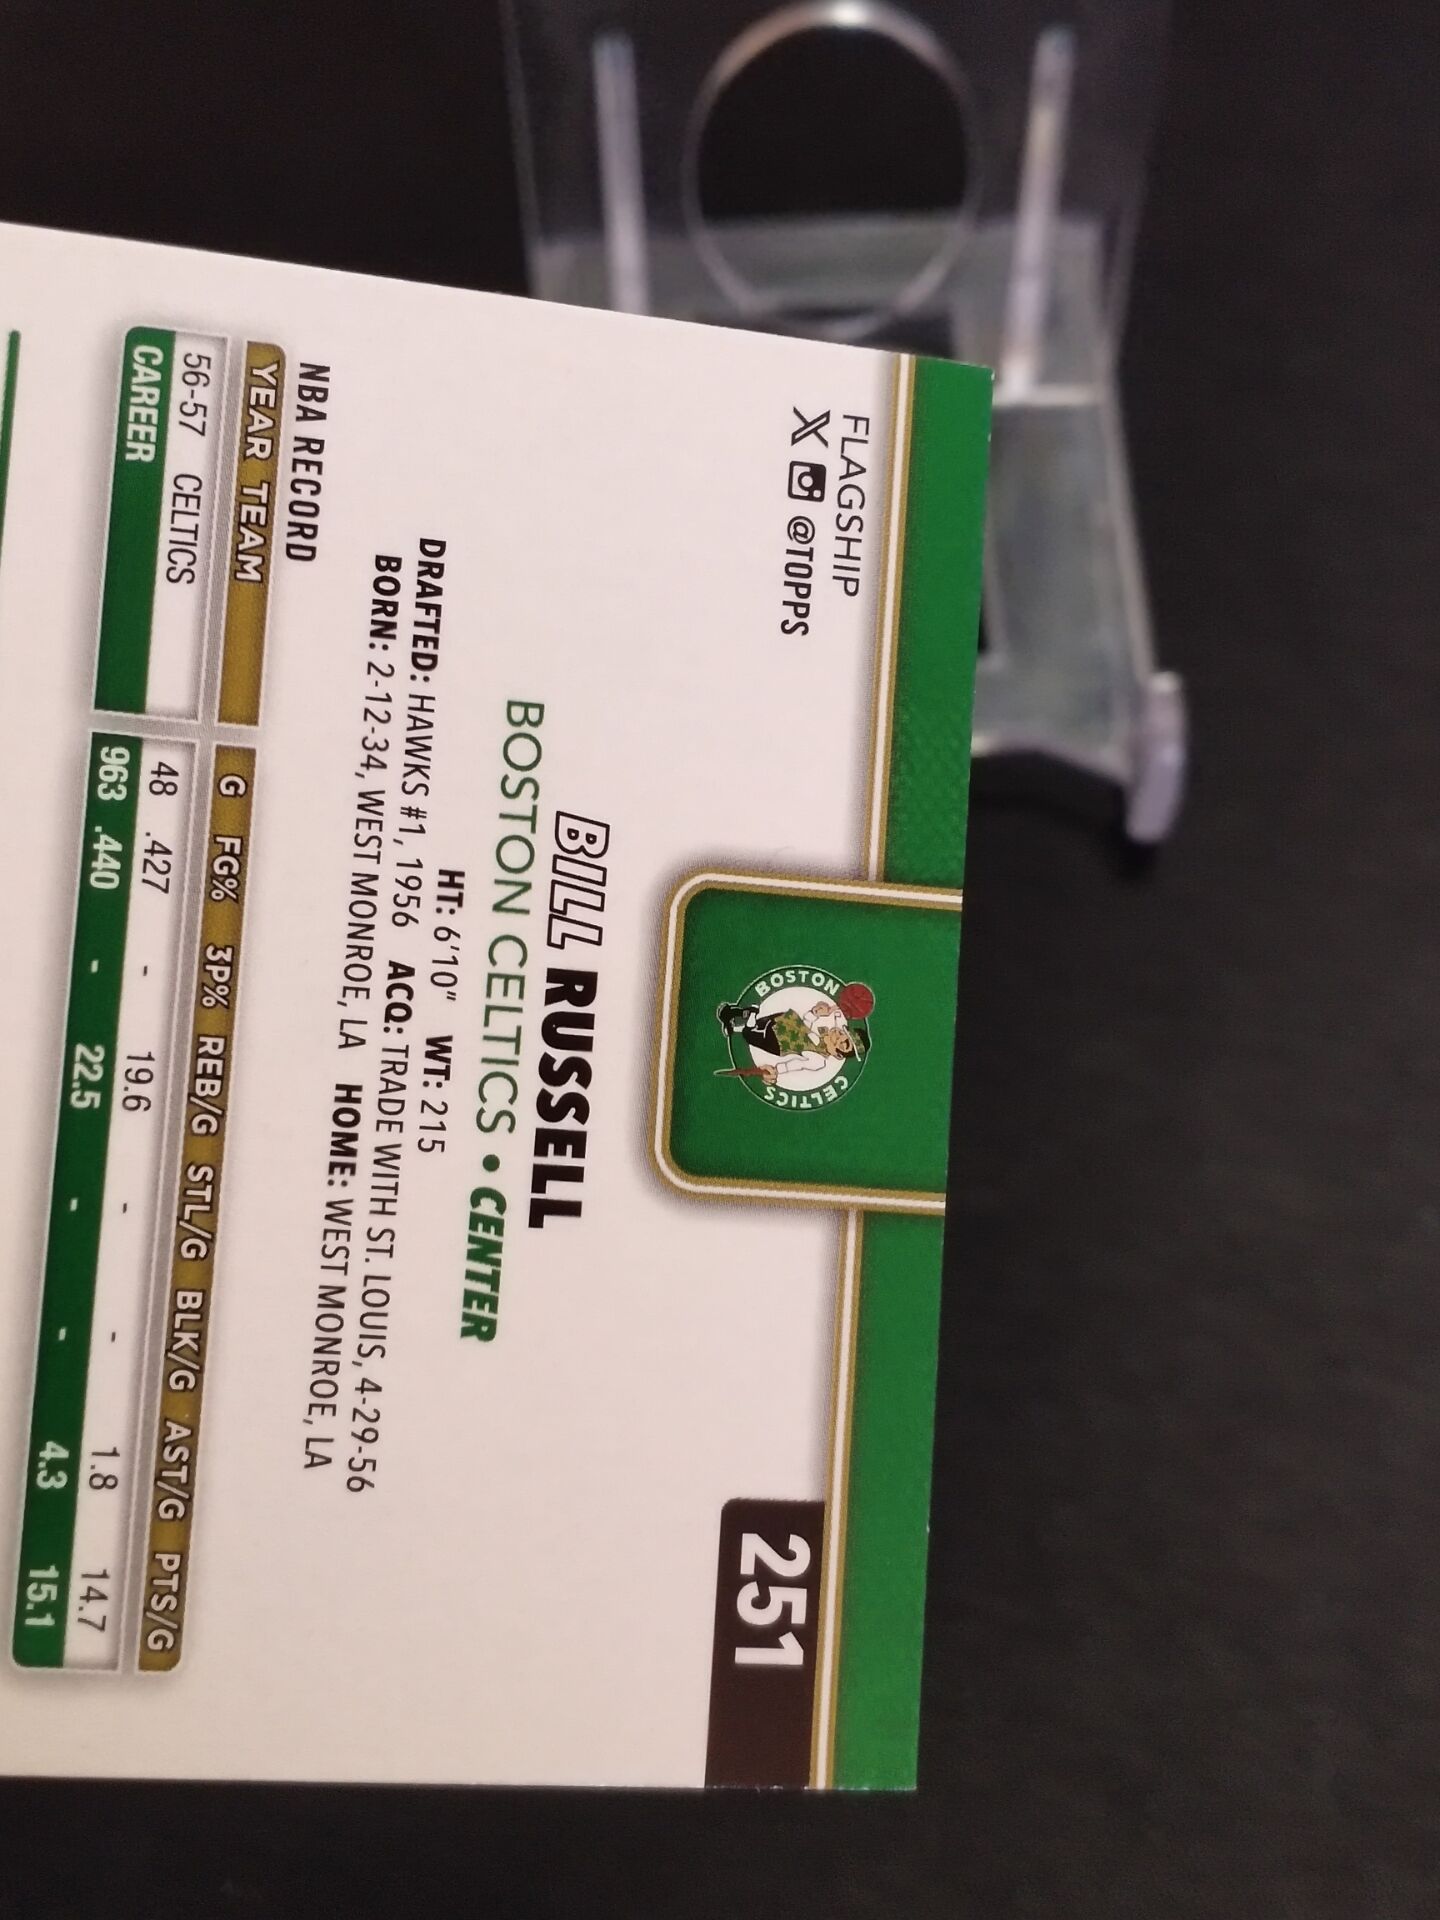 BOSTON
CELTICS
251
FLAGSHIP
X @TOPPS
BILL RUSSELL
BOSTON CELTICS • CENTER
HT: 6'10" WT: 215
DRAFTED: HAWKS #1, 1956 ACQ: TRADE WITH ST. LOUIS, 4-29-56
BORN: 2-12-34, WEST MONROE, LA HOME: WEST MONROE, LA
NBA RECORD
YEAR TEAM G FG% 3P% REB/G STL/G BLK/G AST/G PTS/G
56-57 CELTICS 48 .427 - 19.6 - - 1.8 14.7
CAREER 963 .440 - 22.5 - - 4.3 15.1